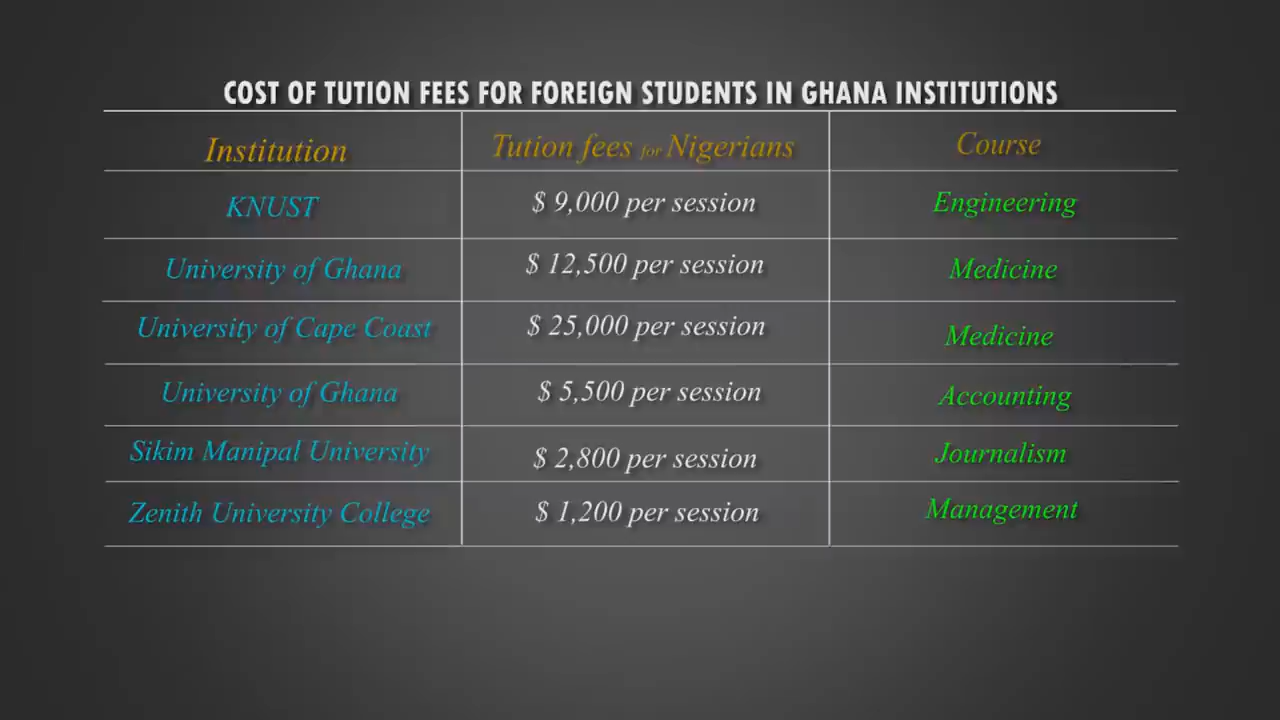 COST OF TUTION FEES FOR FOREIGN STUDENTS IN GHANA INSTITUTIONS
Institution Tution fees for Nigerians Course
KNUST $ 9,000 per session Engineering
University of Ghana $ 12,500 per session Medicine
University of Cape Coast $ 25,000 per session Medicine
University of Ghana $ 5,500 per session Accounting
Sikim Manipal University $ 2,800 per session Journalism
Zenith University College $ 1,200 per session Management